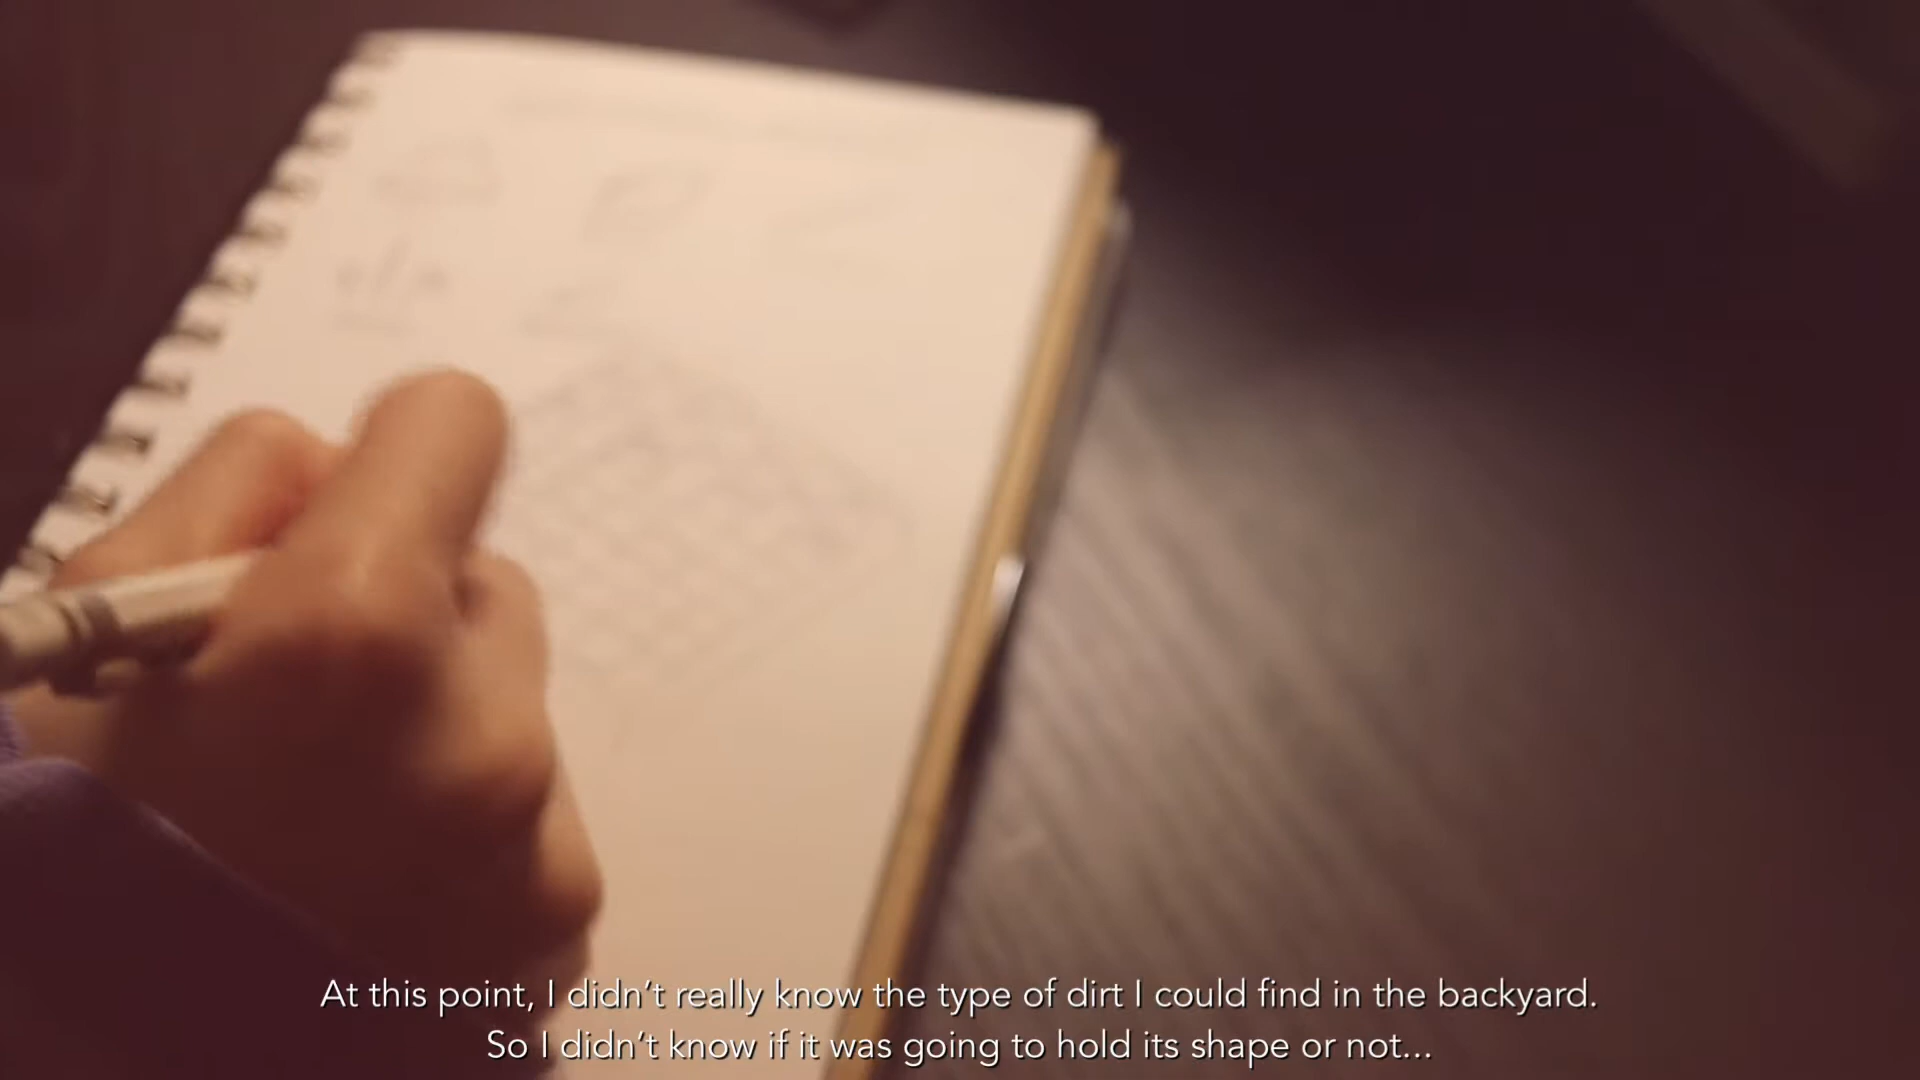 At this point, I didn't really know the type of dirt I could find in the backyard.
So I didn't know if it was going to hold its shape or not...